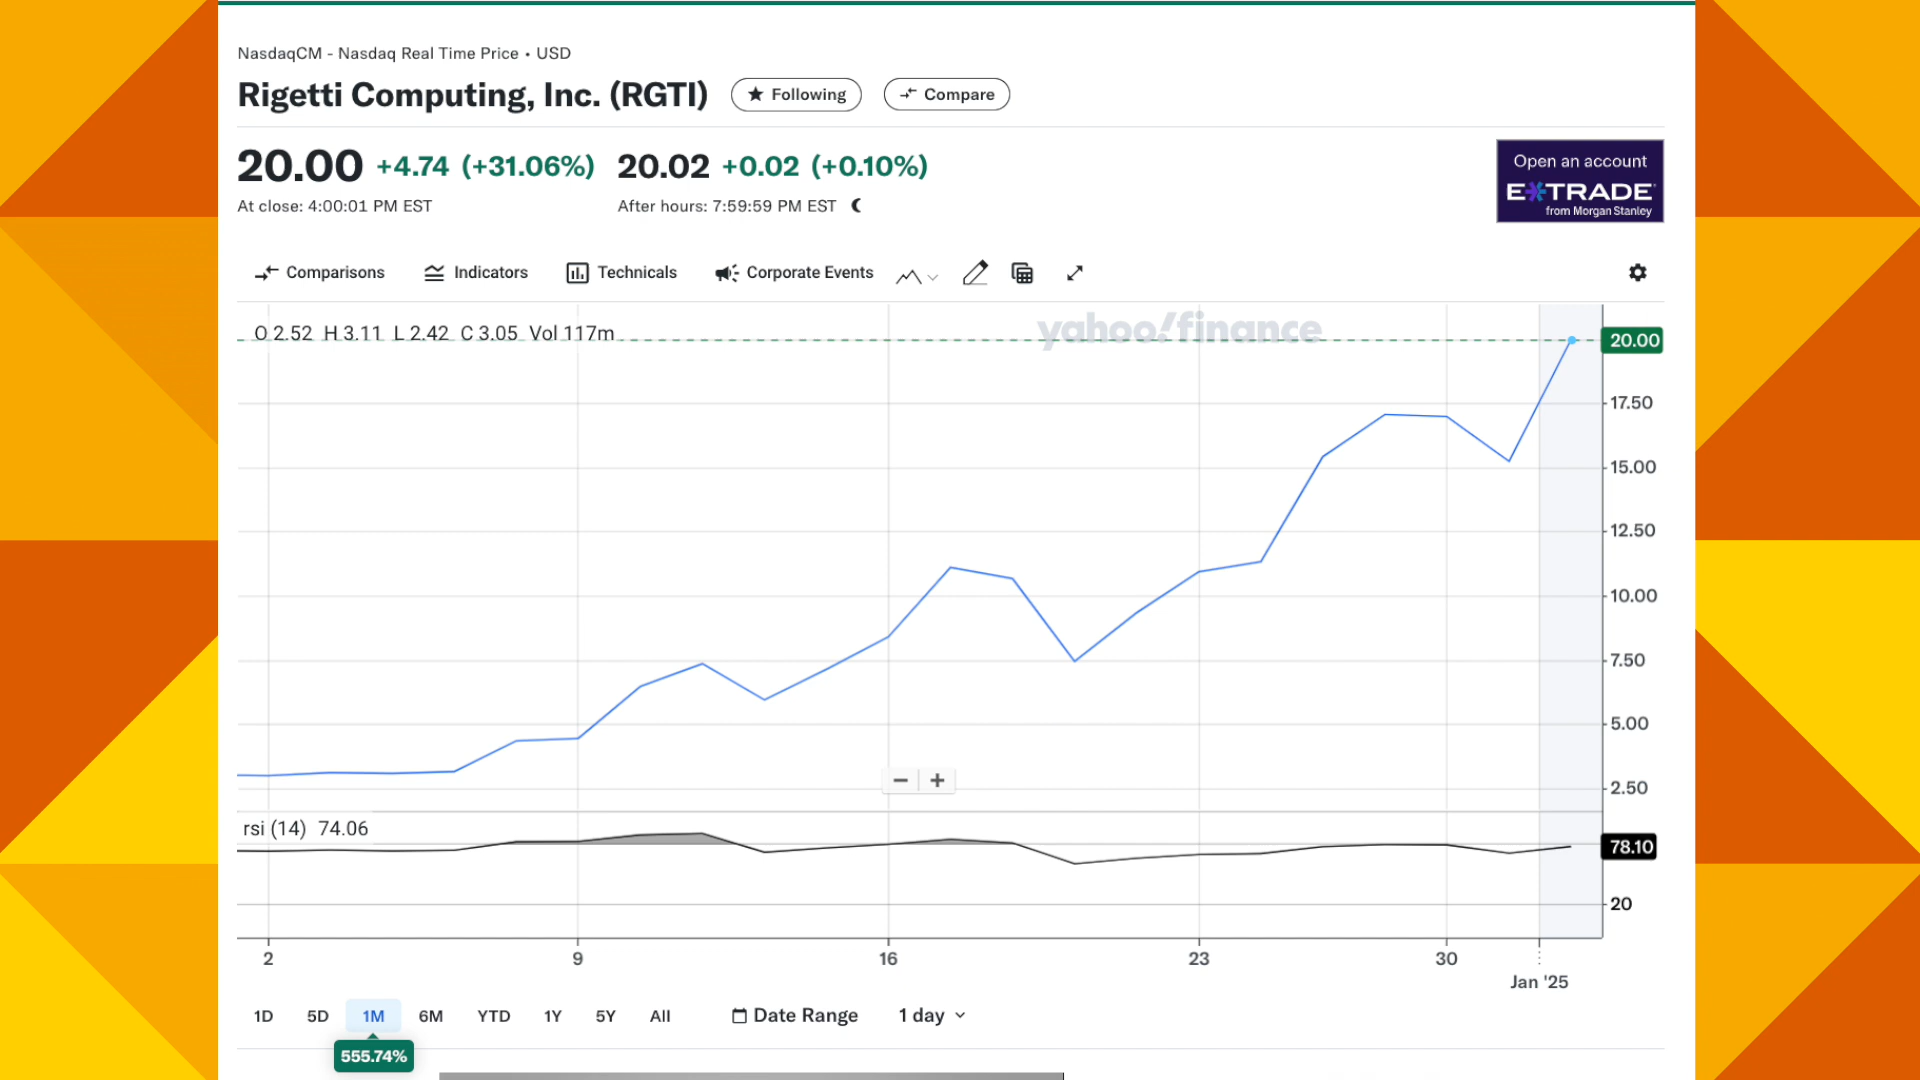 NasdaqCM - Nasdaq Real Time Price • USD
Rigetti Computing, Inc. (RGTI)
Following
Compare
20.00 +4.74 (+31.06%) 20.02 +0.02 (+0.10%)
At close: 4:00:01 PM EST
After hours: 7:59:59 PM EST
Open an account
E*TRADE
from Morgan Stanley
Comparisons
Indicators
Technicals
Corporate Events
O 2.52 H 3.11 L 2.42 C 3.05 Vol 117m
yahoo!finance
20.00
17.50
15.00
12.50
10.00
7.50
5.00
2.50
rsi (14) 74.06
78.10
20
2 9 16 23 30
Jan '25
1D 5D 1M 6M YTD 1Y 5Y All
Date Range
1 day
555.74%